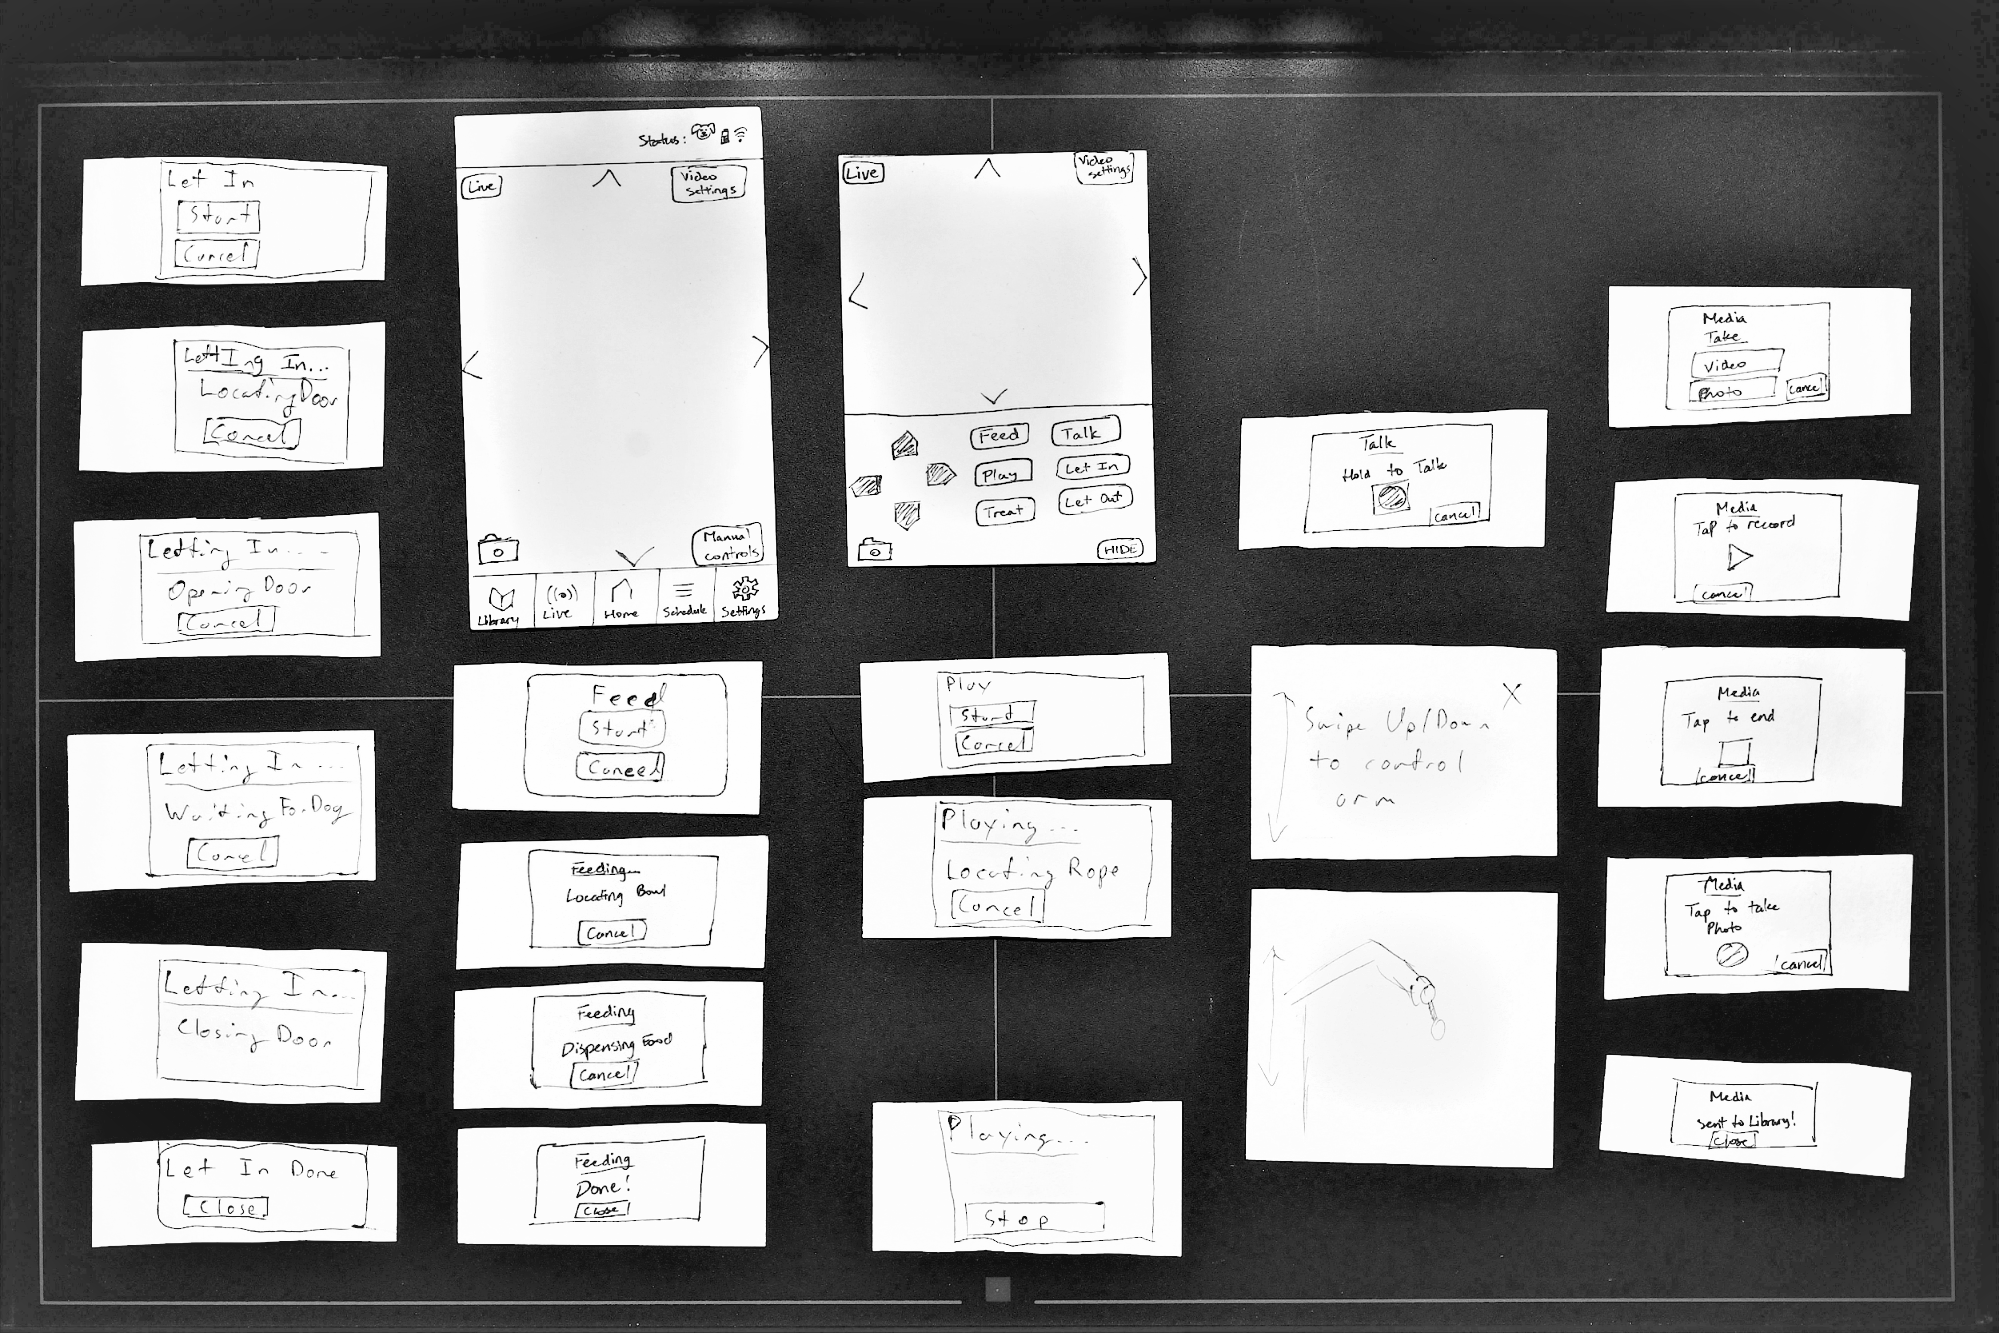 Let In
Start
Cancel
Letting In...
Locating Door
Cancel
Letting In....
Opening Door
Cancel
Letting In ...
Waiting For Dog
Cancel
Letting In...
Closing Door
Let In Done
Close
Status:
Live
Video
settings
Manual
controls
Library
Live
Home
Schedule
Settings
Feed
Start
Cancel
Feeding...
Locating Bowl
Cancel
Feeding
Dispensing Food
Cancel
Feeding
Done!
Close
Live
Video
settings
Feed
Talk
Play
Let In
Treat
Let Out
HIDE
Play
Start
Cancel
Playing ...
Locating Rope
Cancel
Playing...
Stop
Talk
Hold to Talk
Cancel
X
Swipe Up/Down
to control
arm
Media
Take
Video
Photo
Cancel
Media
Tap to record
Cancel
Media
Tap to end
Cancel
Media
Tap to take
Photo
Cancel
Media
sent to Library!
Close